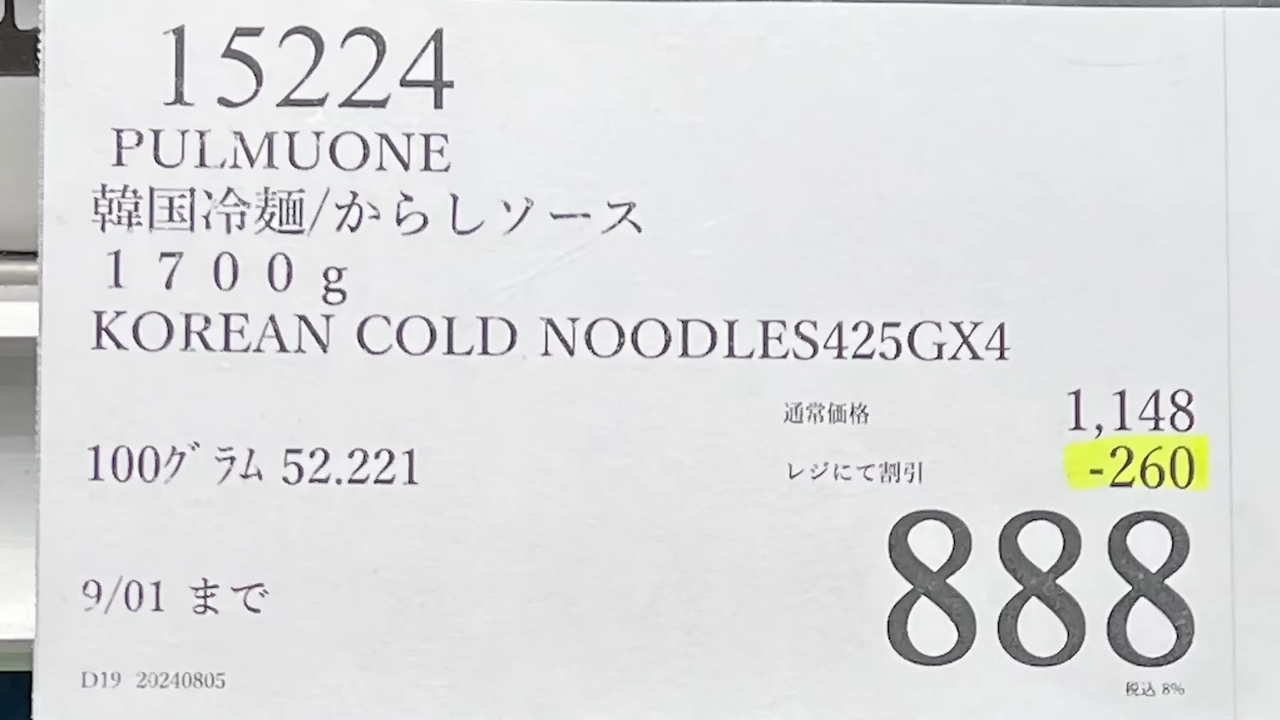 15224
PULMUONE
韓国冷麺/からしソース
１７００g
KOREAN COLD NOODLES425GX4
通常価格 1,148
100ｸﾞﾗﾑ 52.221
レジにて割引 -260
888
9/01 まで
税込 8%
D19 20240805